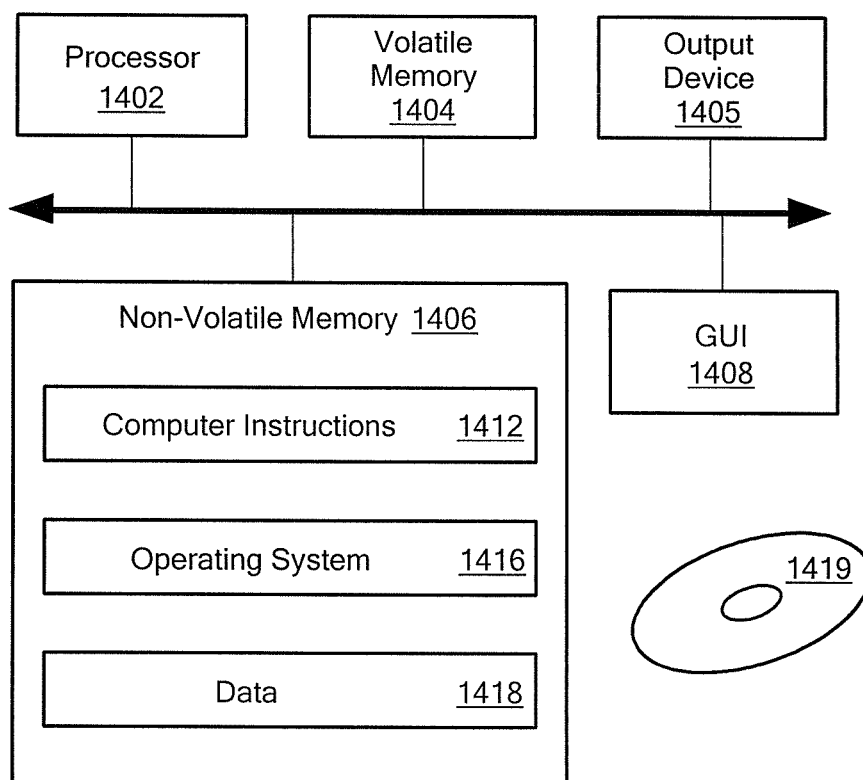 Processor
1402
Volatile
Memory
1404
Output
Device
1405
Non-Volatile Memory 1406
GUI
1408
Computer Instructions 1412
Operating System 1416
1419
Data 1418